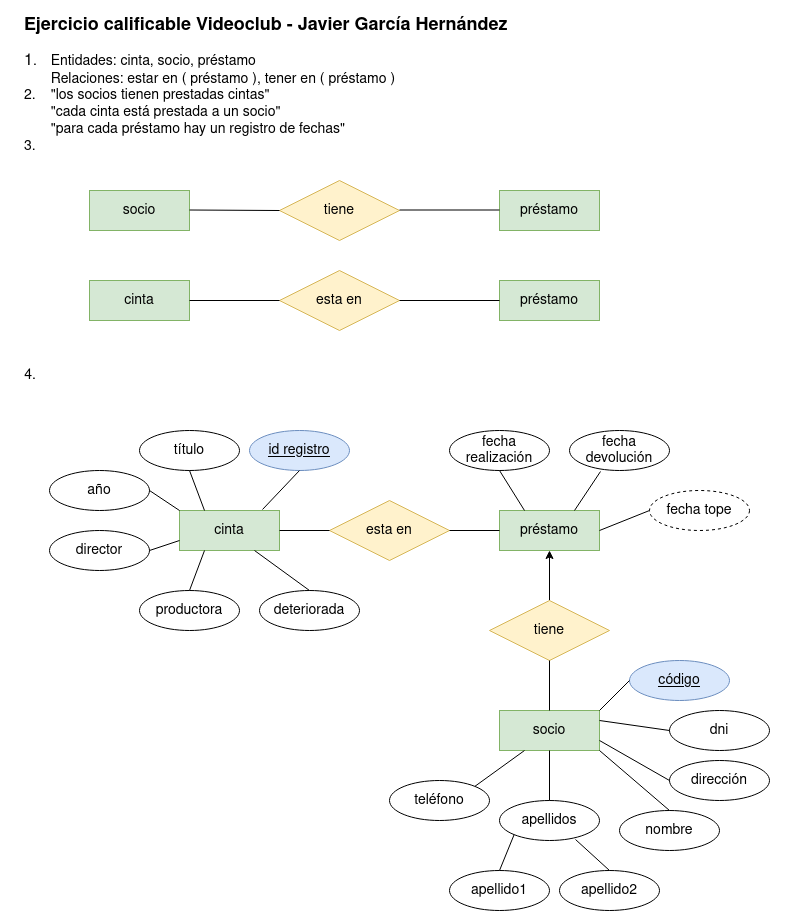 Ejercicio calificable Videoclub - Javier García Hernández
1. Entidades: cinta, socio, préstamo
Relaciones: estar en ( préstamo ), tener en ( préstamo )
2. "los socios tienen prestadas cintas"
"cada cinta está prestada a un socio"
"para cada préstamo hay un registro de fechas"
3.
socio tiene préstamo
cinta esta en préstamo
4.
título id registro
fecha
realización
fecha
devolución
año
fecha tope
cinta esta en préstamo
director
productora deteriorada
tiene
código
socio
dni
dirección
teléfono
apellidos
nombre
apellido1 apellido2